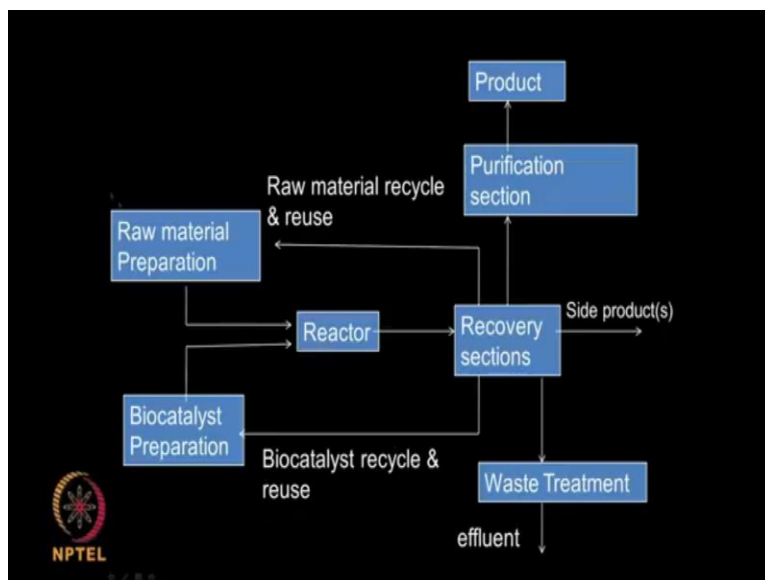 Product
Purification
section
Raw material recycle
& reuse
Raw material
Preparation
Side product(s)
Reactor
Recovery
sections
Biocatalyst
Preparation
Biocatalyst recycle &
reuse
Waste Treatment
effluent
NPTEL